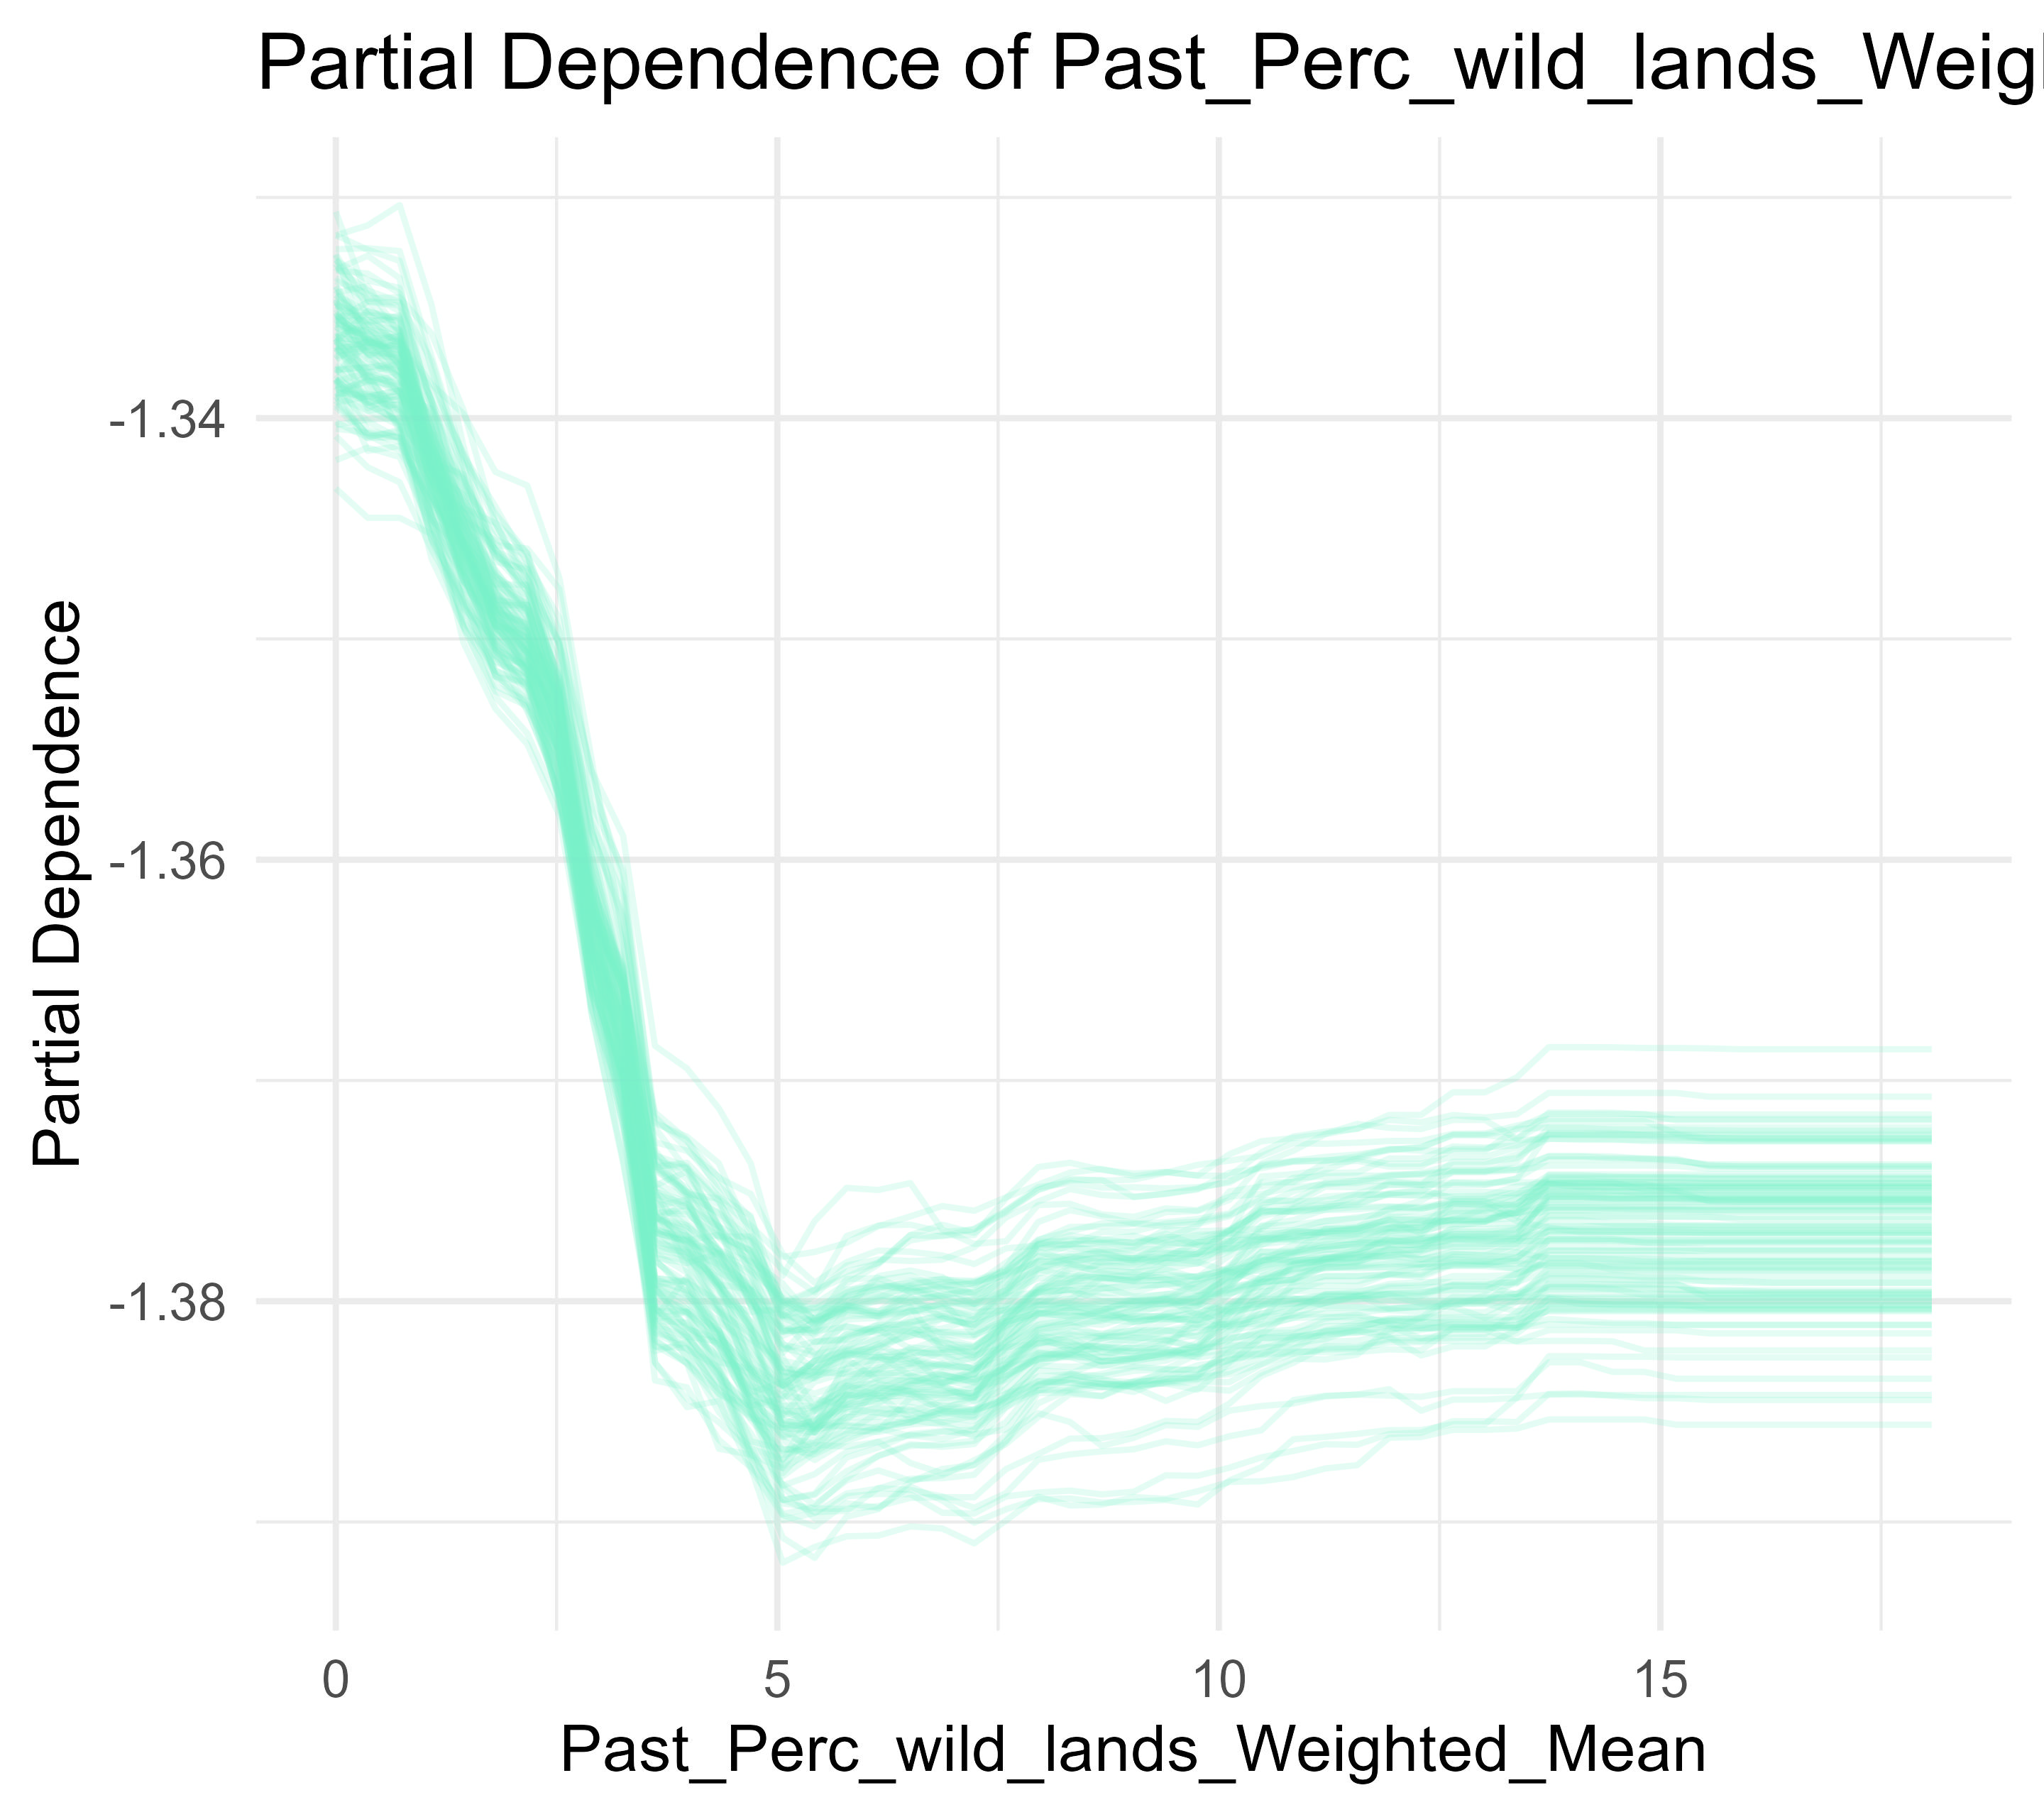 Partial Dependence of Past_Perc_wild_lands_Weig
Partial Dependence
-1.34
-1.36
-1.38
0 5 10 15
Past_Perc_wild_lands_Weighted_Mean